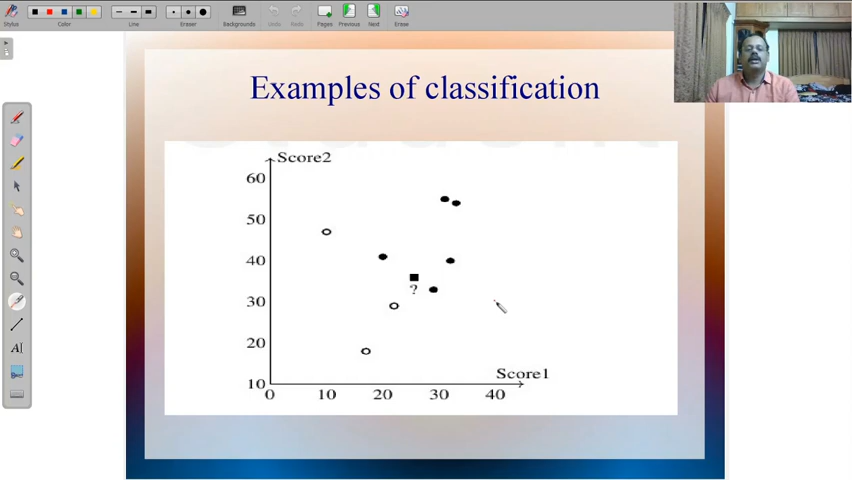 Stylus
Color
Line
Eraser
Backgrounds
Undo
Redo
Pages
Previous
Next
Erase
Examples of classification
Score2
60
50
40
30
20
10
?
Score1
0
10
20
30
40